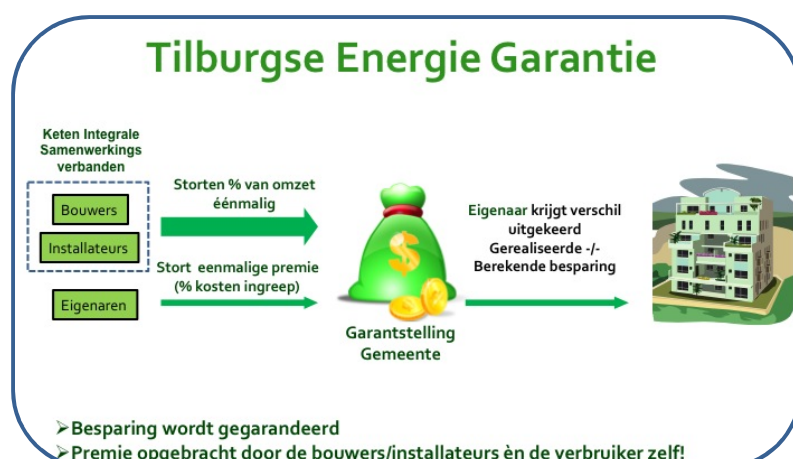 Tilburgse Energie Garantie
Keten Integrale
Samenwerkings
verbanden
Bouwers
Installateurs
Eigenaren
Storten % van omzet
éénmalig
Stort eenmalige premie
(% kosten ingreep)
$
Garantstelling
Gemeente
Eigenaar krijgt verschil
uitgekeerd
Gerealiseerde -/-
Berekende besparing
➢Besparing wordt gegarandeerd
➢Premie opgebracht door de bouwers/installateurs èn de verbruiker zelf!